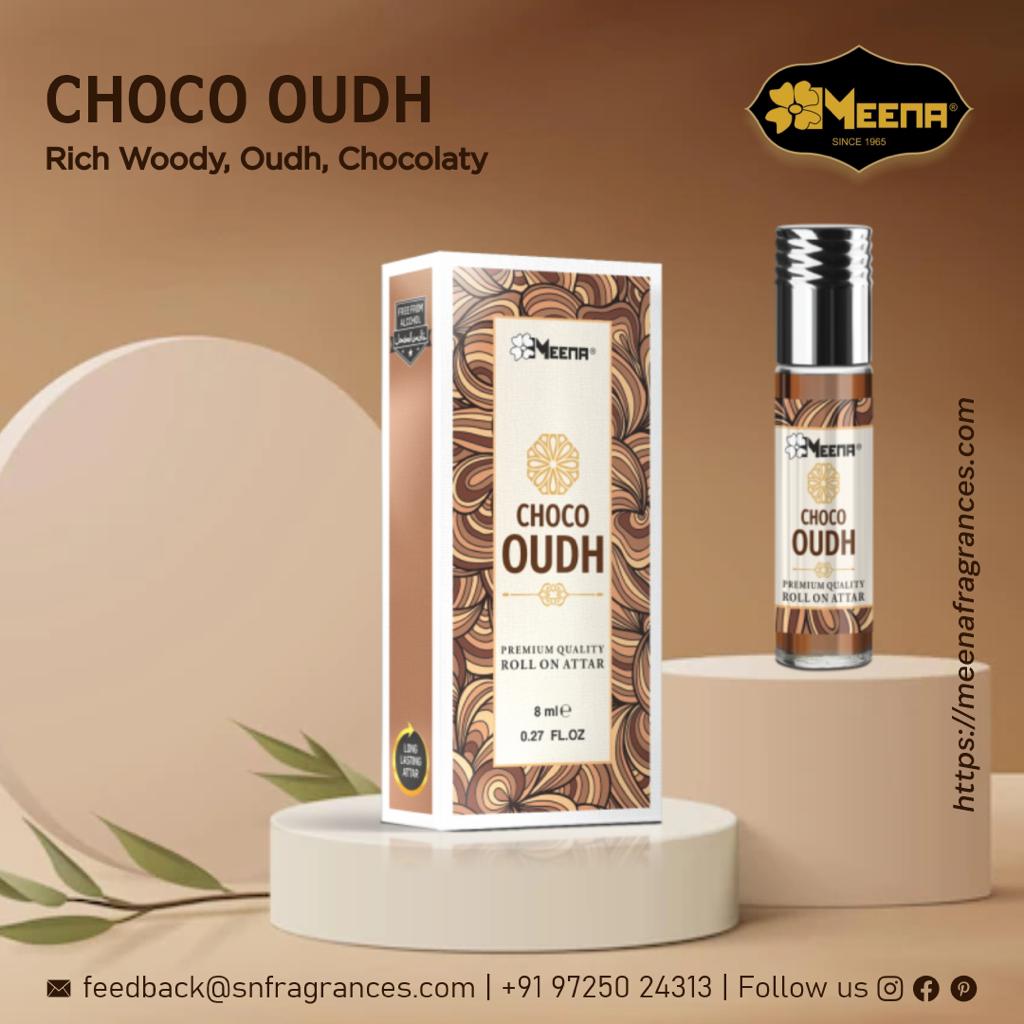 CHOCO OUDH
Rich Woody, Oudh, Chocolaty
MEENA®
SINCE 1965
FREE FROM
ALCOHOL
MEENA®
CHOCO
OUDH
PREMIUM QUALITY
ROLL ON ATTAR
8 ml ℮
0.27 FL.OZ
LONG
LASTING
ATTAR
MEENA®
CHOCO
OUDH
PREMIUM QUALITY
ROLL ON ATTAR
https://meenafragrances.com
feedback@snfragrances.com | +91 97250 24313 | Follow us